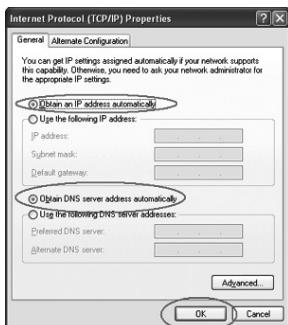 Internet Protocol (TCP/IP) Properties
General
Alternate Configuration
You can get IP settings assigned automatically if your network supports
this capability. Otherwise, you need to ask your network administrator for
the appropriate IP settings.
Obtain an IP address automatically
Use the following IP address:
IP address:
Subnet mask:
Default gateway:
Obtain DNS server address automatically
Use the following DNS server addresses:
Preferred DNS server:
Alternate DNS server:
Advanced...
OK
Cancel